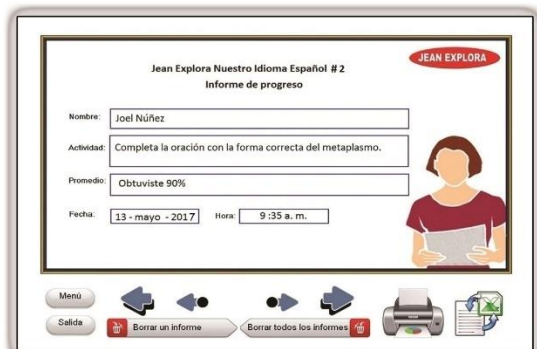 JEAN EXPLORA
Jean Explora Nuestro Idioma Español # 2
Informe de progreso
Nombre: Joel Núñez
Actividad: Completa la oración con la forma correcta del metaplasmo.
Promedio: Obtuviste 90%
Fecha: 13 - mayo - 2017 Hora: 9 :35 a. m.
Menú
Salida Borrar un informe Borrar todos los informes